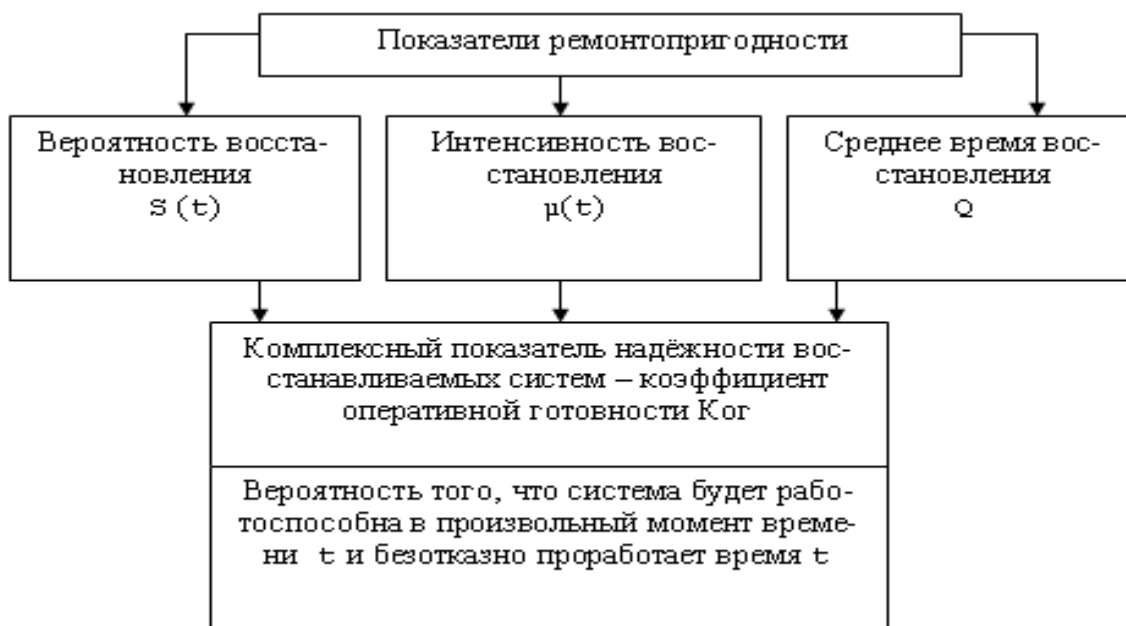 Показатели ремонтопригодности
Вероятность восста-
новления
S (t)
Интенсивность вос-
становления
µ(t)
Среднее время вос-
становления
Q
Комплексный показатель надёжности вос-
станавливаемых систем – коэффициент
оперативной готовности Ког
Вероятность того, что система будет рабо-
тоспособна в произвольный момент време-
ни t и безотказно проработает время t